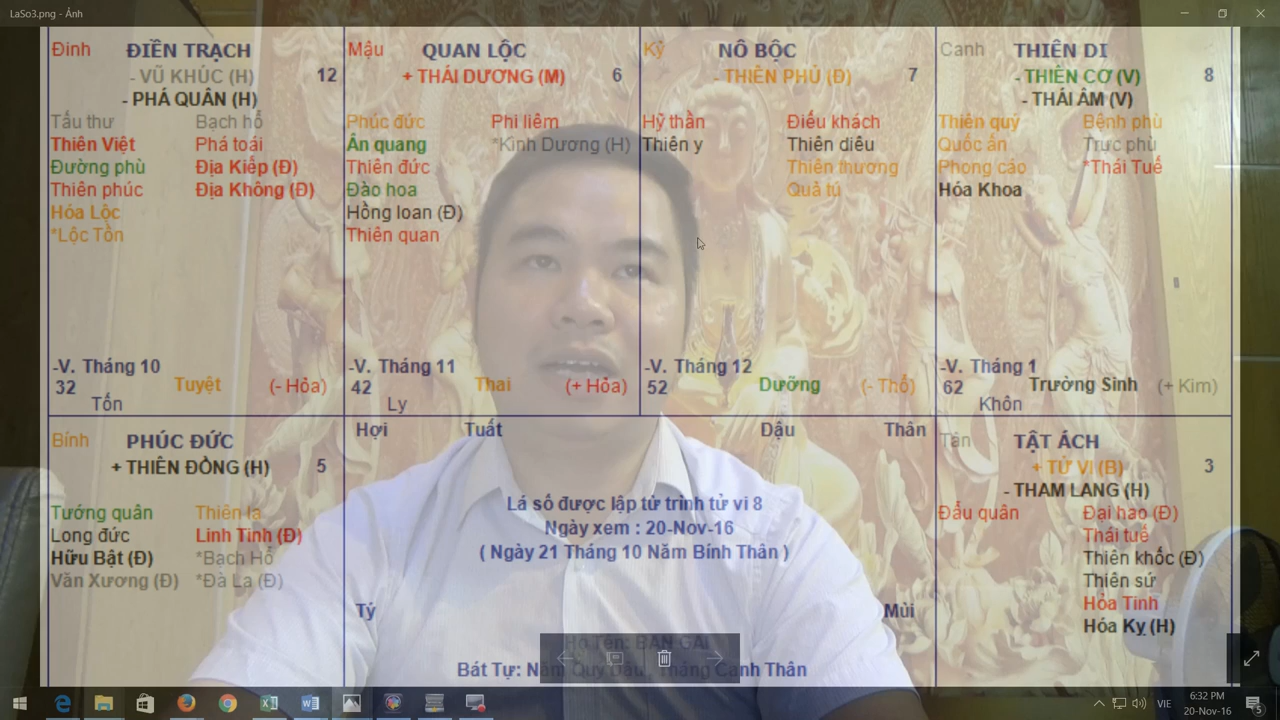 LaSo3.png - Ảnh
Đinh ĐIỀN TRẠCH
- VŨ KHÚC (H) 12
- PHÁ QUÂN (H)
Tấu thư Bạch hổ
Thiên Việt Phá toái
Đường phù Địa Kiếp (Đ)
Thiên phúc Địa Không (Đ)
Hóa Lộc
*Lộc Tồn
-V. Tháng 10
32 Tuyệt (- Hỏa)
Tốn
Mậu QUAN LỘC
+ THÁI DƯƠNG (M) 6
Phúc đức Phi liêm
Ân quang *Kình Dương (H)
Thiên đức
Đào hoa
Hồng loan (Đ)
Thiên quan
-V. Tháng 11
42 Thai (+ Hỏa)
Ly
Kỷ NÔ BỘC
- THIÊN PHỦ (Đ) 7
Hỹ thần Điếu khách
Thiên y Thiên diêu
Thiên thương
Quả tú
-V. Tháng 12
52 Dưỡng (- Thổ)
Canh THIÊN DI
- THIÊN CƠ (V) 8
- THÁI ÂM (V)
Thiên quý Bệnh phù
Quốc ấn Trực phù
Phong cáo *Thái Tuế
Hóa Khoa
-V. Tháng 1
62 Trường Sinh (+ Kim)
Khôn
Bính PHÚC ĐỨC
+ THIÊN ĐỒNG (H) 5
Tướng quân Thiên la
Long đức Linh Tinh (Đ)
Hữu Bật (Đ) *Bạch Hổ
Văn Xương (Đ) *Đà La (Đ)
Hợi Tuất Dậu Thân
Lá số được lập từ trình tử vi 8
Ngày xem : 20-Nov-16
( Ngày 21 Tháng 10 Năm Bính Thân )
Tý Mùi
Họ Tên: BẠN GÁI
Bát Tự: Năm Quý Dậu, Tháng Canh Thân
Tân TẬT ÁCH
+ TỬ VI (B) 3
- THAM LANG (H)
Đẩu quân Đại hao (Đ)
Thái tuế
Thiên khốc (Đ)
Thiên sứ
Hỏa Tinh
Hóa Kỵ (H)
VIE
6:32 PM
20-Nov-16
5